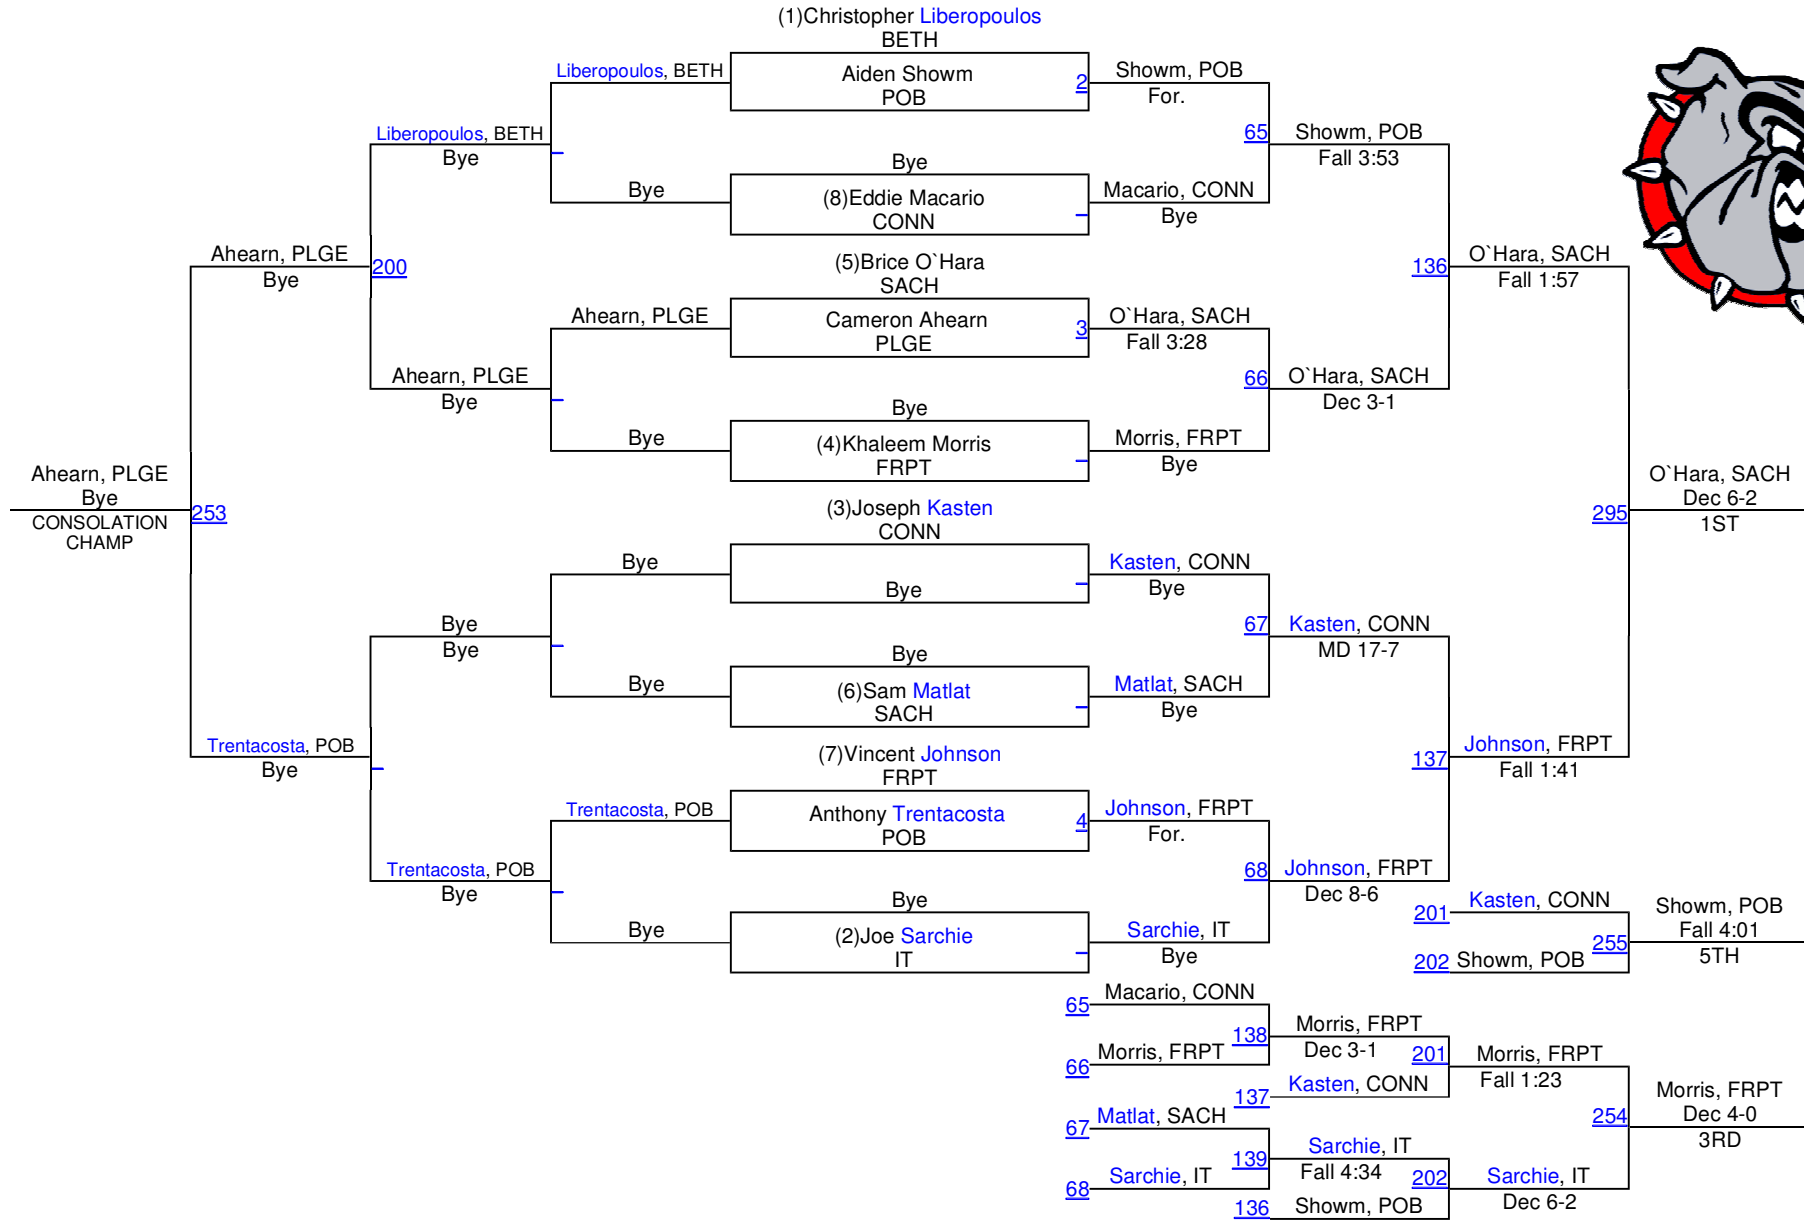 (1)Christopher Liberopoulos
BETH
Liberopoulos, BETH
Aiden Showm
POB
2
Showm, POB
For.
Liberopoulos, BETH
Bye
65
Showm, POB
Fall 3:53
Bye
Bye
(8)Eddie Macario
CONN
Macario, CONN
Bye
Ahearn, PLGE
Bye
200
(5)Brice O`Hara
SACH
136
O`Hara, SACH
Fall 1:57
Ahearn, PLGE
Cameron Ahearn
PLGE
3
O`Hara, SACH
Fall 3:28
Ahearn, PLGE
Bye
66
O`Hara, SACH
Dec 3-1
Bye
Bye
(4)Khaleem Morris
FRPT
Morris, FRPT
Bye
Ahearn, PLGE
Bye
CONSOLATION
CHAMP
253
(3)Joseph Kasten
CONN
295
O`Hara, SACH
Dec 6-2
1ST
Bye
Bye
Kasten, CONN
Bye
Bye
Bye
67
Kasten, CONN
MD 17-7
Bye
Bye
(6)Sam Matlat
SACH
Matlat, SACH
Bye
Trentacosta, POB
Bye
(7)Vincent Johnson
FRPT
137
Johnson, FRPT
Fall 1:41
Trentacosta, POB
Anthony Trentacosta
POB
4
Johnson, FRPT
For.
Trentacosta, POB
Bye
68
Johnson, FRPT
Dec 8-6
Bye
Bye
(2)Joe Sarchie
IT
Sarchie, IT
Bye
201
Kasten, CONN
202
Showm, POB
255
Showm, POB
Fall 4:01
5TH
65
Macario, CONN
66
Morris, FRPT
138
Morris, FRPT
Dec 3-1
137
Kasten, CONN
201
Morris, FRPT
Fall 1:23
67
Matlat, SACH
68
Sarchie, IT
139
Sarchie, IT
Fall 4:34
136
Showm, POB
202
Sarchie, IT
Dec 6-2
254
Morris, FRPT
Dec 4-0
3RD